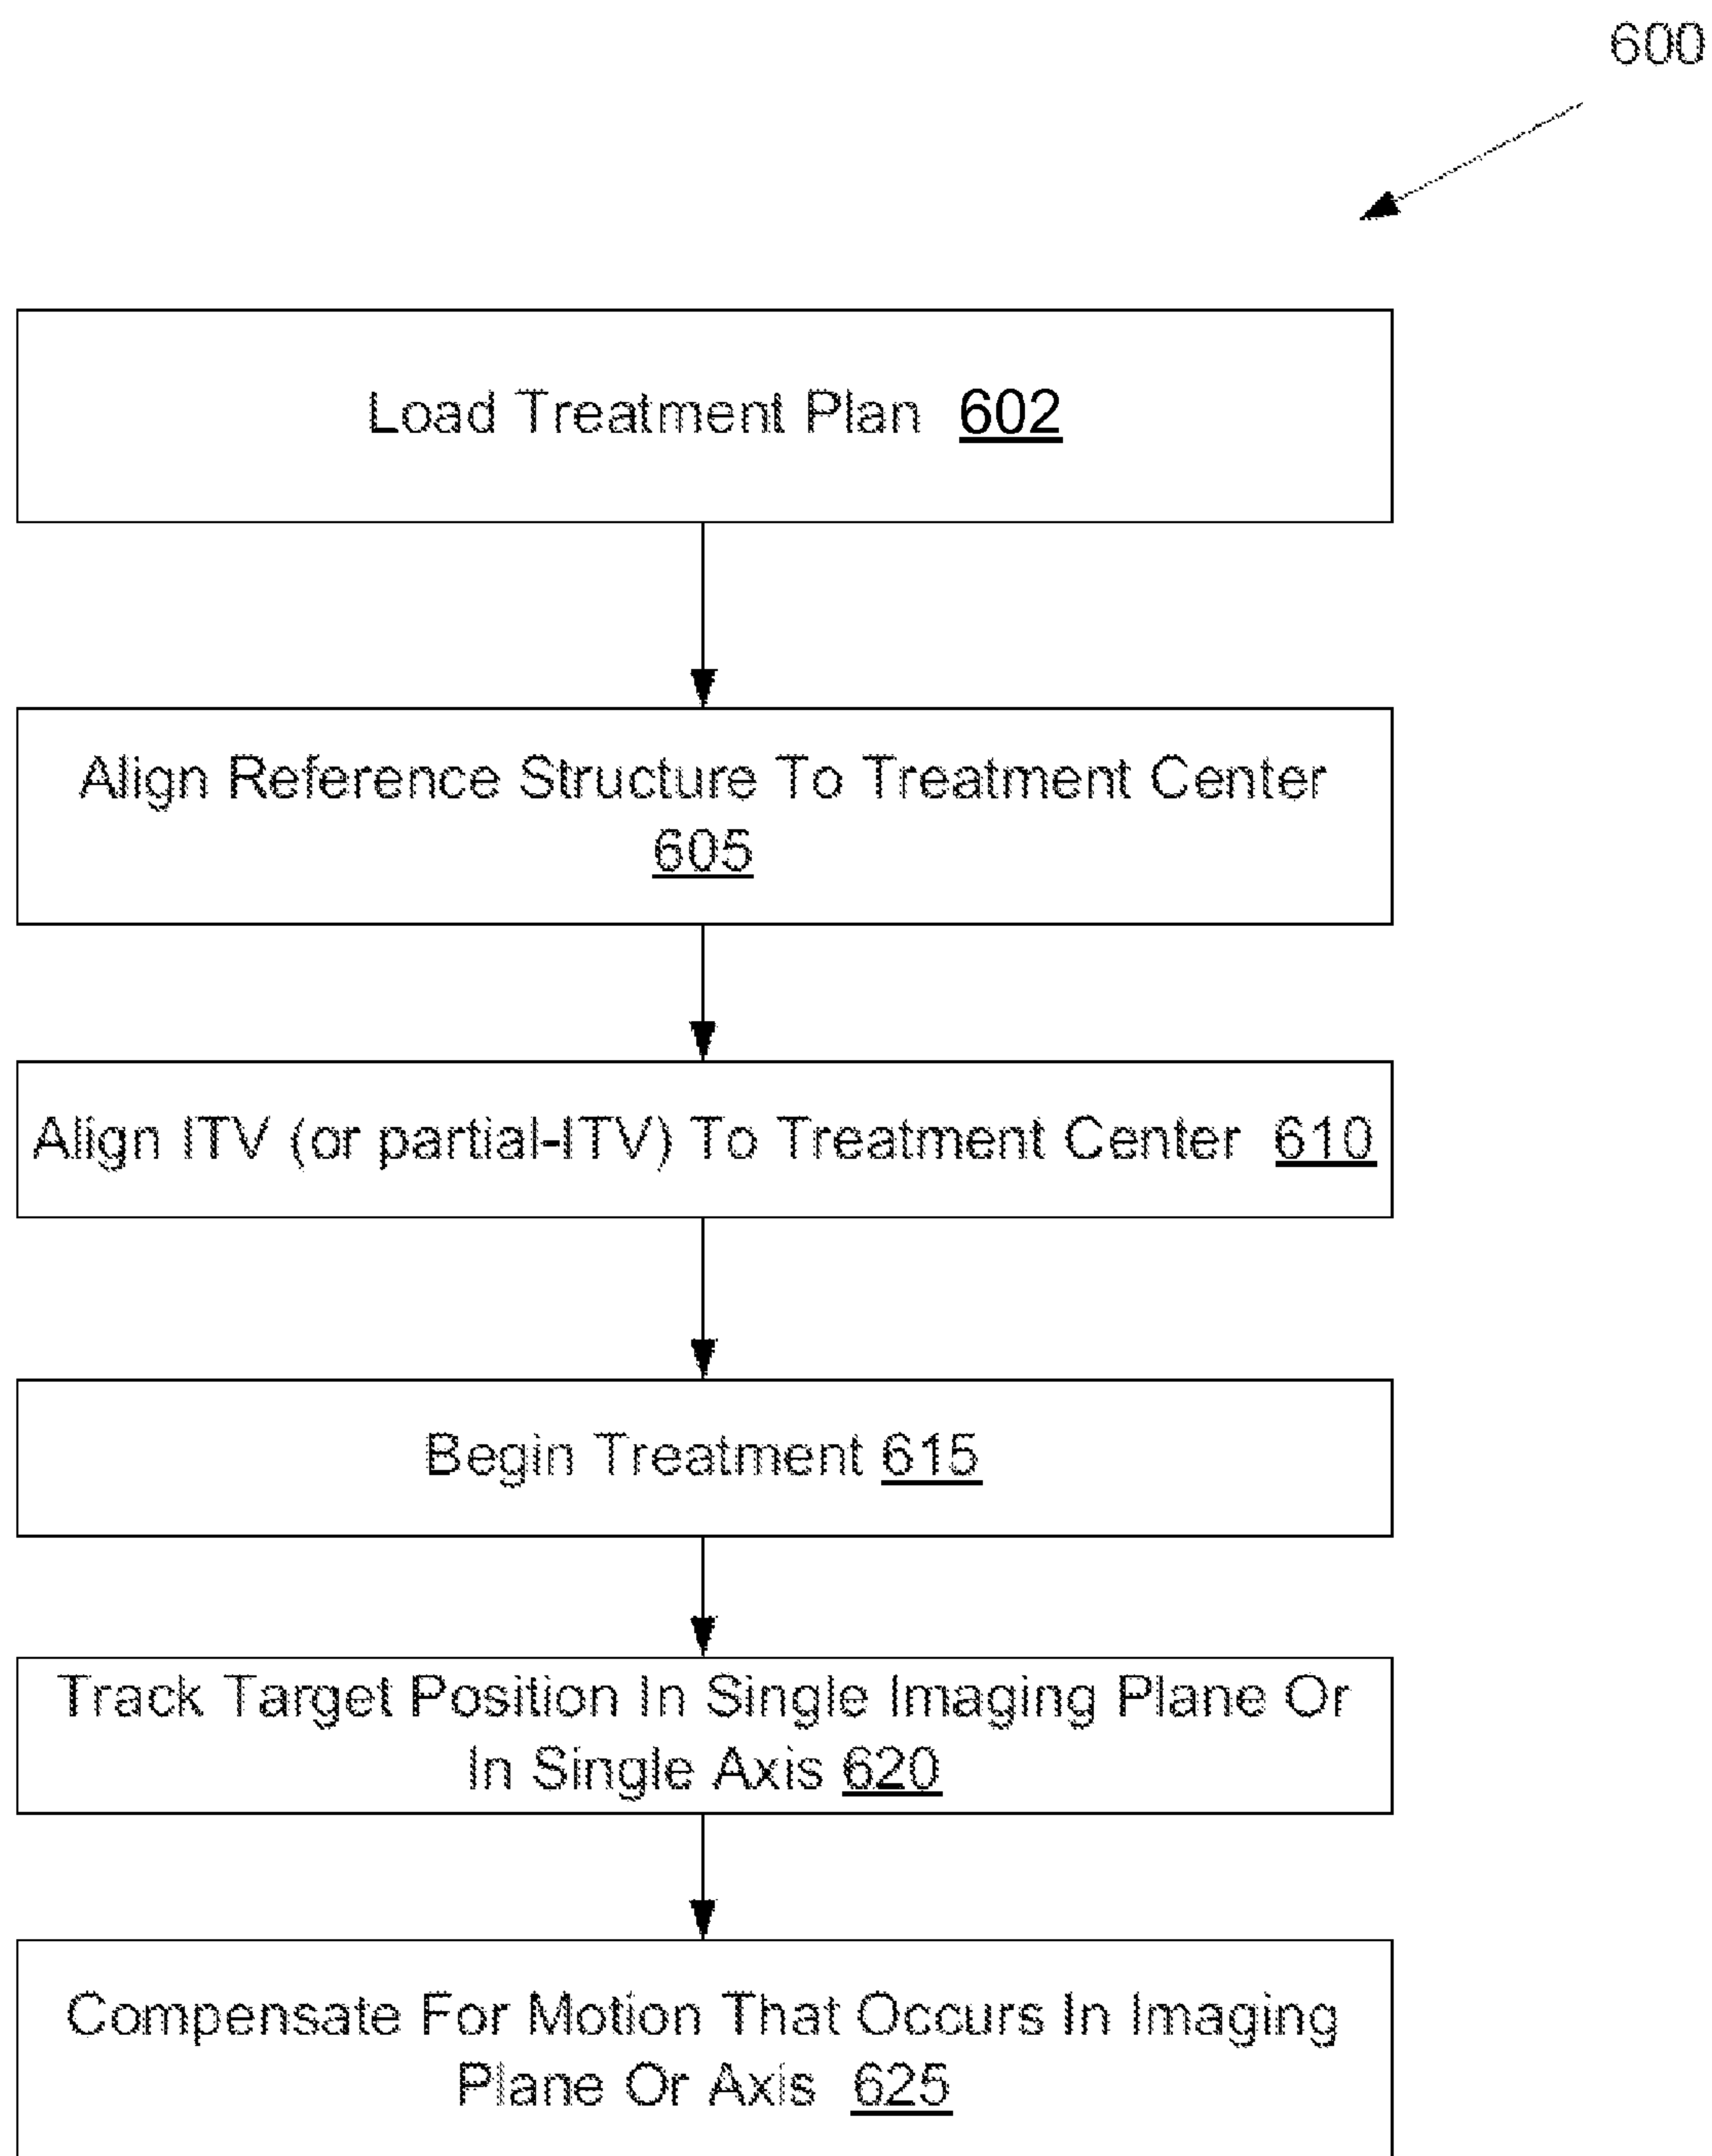 600
Load Treatment Plan 602
Align Reference Structure To Treatment Center
605
Align ITV (or partial-ITV) To Treatment Center 610
Begin Treatment 615
Track Target Position In Single Imaging Plane Or
In Single Axis 620
Compensate For Motion That Occurs In Imaging
Plane Or Axis 625